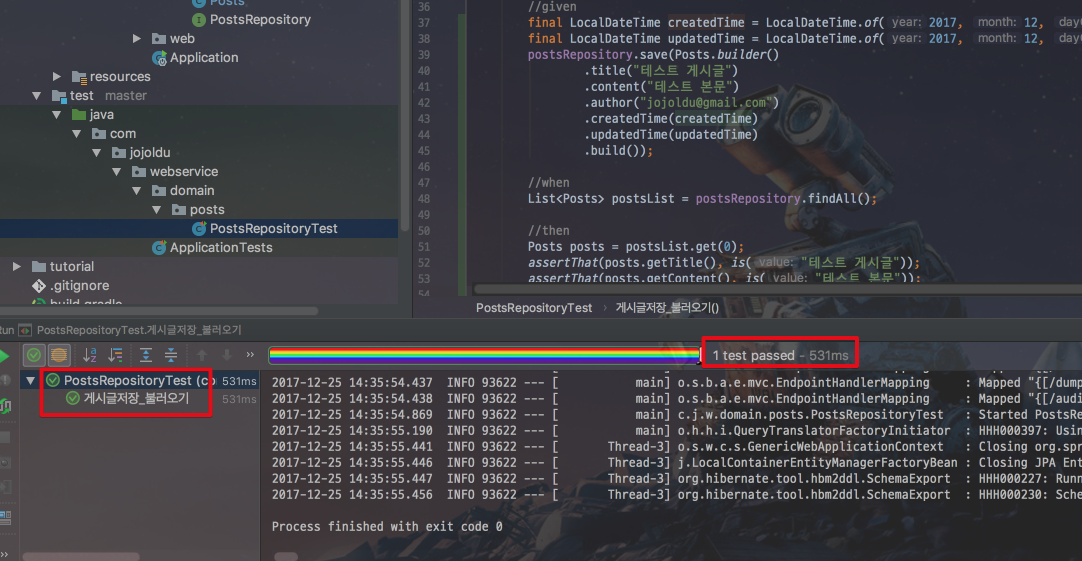 Posts
PostsRepository
web
Application
resources
test master
java
com
jojoldu
webservice
domain
posts
PostsRepositoryTest
ApplicationTests
tutorial
.gitignore
build.gradle
36 //given
37 final LocalDateTime createdTime = LocalDateTime.of( year: 2017, month: 12,
38 final LocalDateTime updatedTime = LocalDateTime.of( year: 2017, month: 12,
39 postsRepository.save(Posts.builder()
40 .title("테스트 게시글")
41 .content("테스트 본문")
42 .author("jojoldu@gmail.com")
43 .createdTime(createdTime)
44 .updatedTime(updatedTime)
45 .build());
46
47 //when
48 List<Posts> postsList = postsRepository.findAll();
49
50 //then
51 Posts posts = postsList.get(0);
52 assertThat(posts.getTitle(), is( value: "테스트 게시글"));
53 assertThat(posts.getContent(), is( value: "테스트 본문"));
54
PostsRepositoryTest › 게시글저장_불러오기()
PostsRepositoryTest.게시글저장_불러오기
1 test passed - 531ms
PostsRepositoryTest (co 531ms
게시글저장_불러오기 531ms
2017-12-25 14:35:54.437 INFO 93622 --- [ main] o.s.b.a.e.mvc.EndpointHandlerMapping : Mapped "{[/dump
2017-12-25 14:35:54.437 INFO 93622 --- [ main] o.s.b.a.e.mvc.EndpointHandlerMapping : Mapped "{[/audi
2017-12-25 14:35:54.869 INFO 93622 --- [ main] c.j.w.domain.posts.PostsRepositoryTest : Started PostsRe
2017-12-25 14:35:55.190 INFO 93622 --- [ main] o.h.h.i.QueryTranslatorFactoryInitiator : HHH000397: Usin
2017-12-25 14:35:55.441 INFO 93622 --- [ Thread-3] o.s.w.c.s.GenericWebApplicationContext : Closing org.spr
2017-12-25 14:35:55.446 INFO 93622 --- [ Thread-3] j.LocalContainerEntityManagerFactoryBean : Closing JPA Ent
2017-12-25 14:35:55.447 INFO 93622 --- [ Thread-3] org.hibernate.tool.hbm2ddl.SchemaExport : HHH000227: Runn
2017-12-25 14:35:55.456 INFO 93622 --- [ Thread-3] org.hibernate.tool.hbm2ddl.SchemaExport : HHH000230: Sche
Process finished with exit code 0